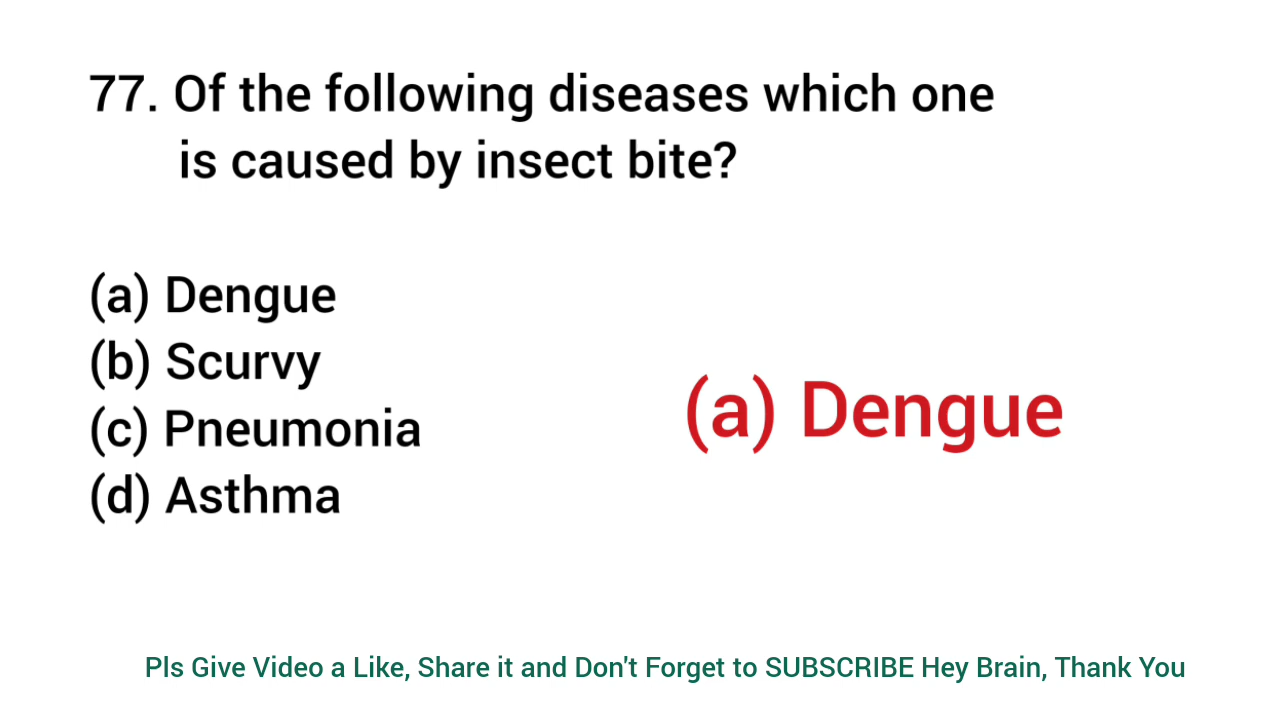 77. Of the following diseases which one
is caused by insect bite?
(a) Dengue
(b) Scurvy
(c) Pneumonia
(d) Asthma
(a) Dengue
Pls Give Video a Like, Share it and Don't Forget to SUBSCRIBE Hey Brain, Thank You